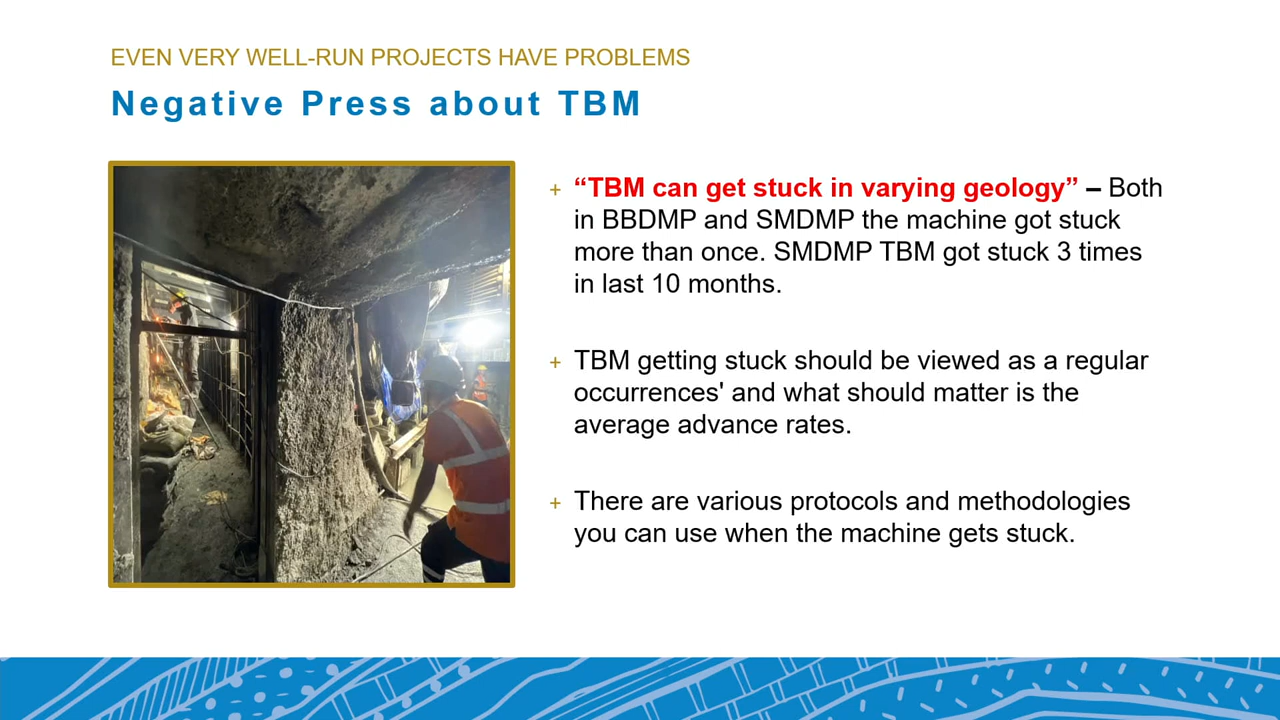 EVEN VERY WELL-RUN PROJECTS HAVE PROBLEMS
Negative Press about TBM
+ “TBM can get stuck in varying geology” – Both
in BBDMP and SMDMP the machine got stuck
more than once. SMDMP TBM got stuck 3 times
in last 10 months.
+ TBM getting stuck should be viewed as a regular
occurrences' and what should matter is the
average advance rates.
+ There are various protocols and methodologies
you can use when the machine gets stuck.